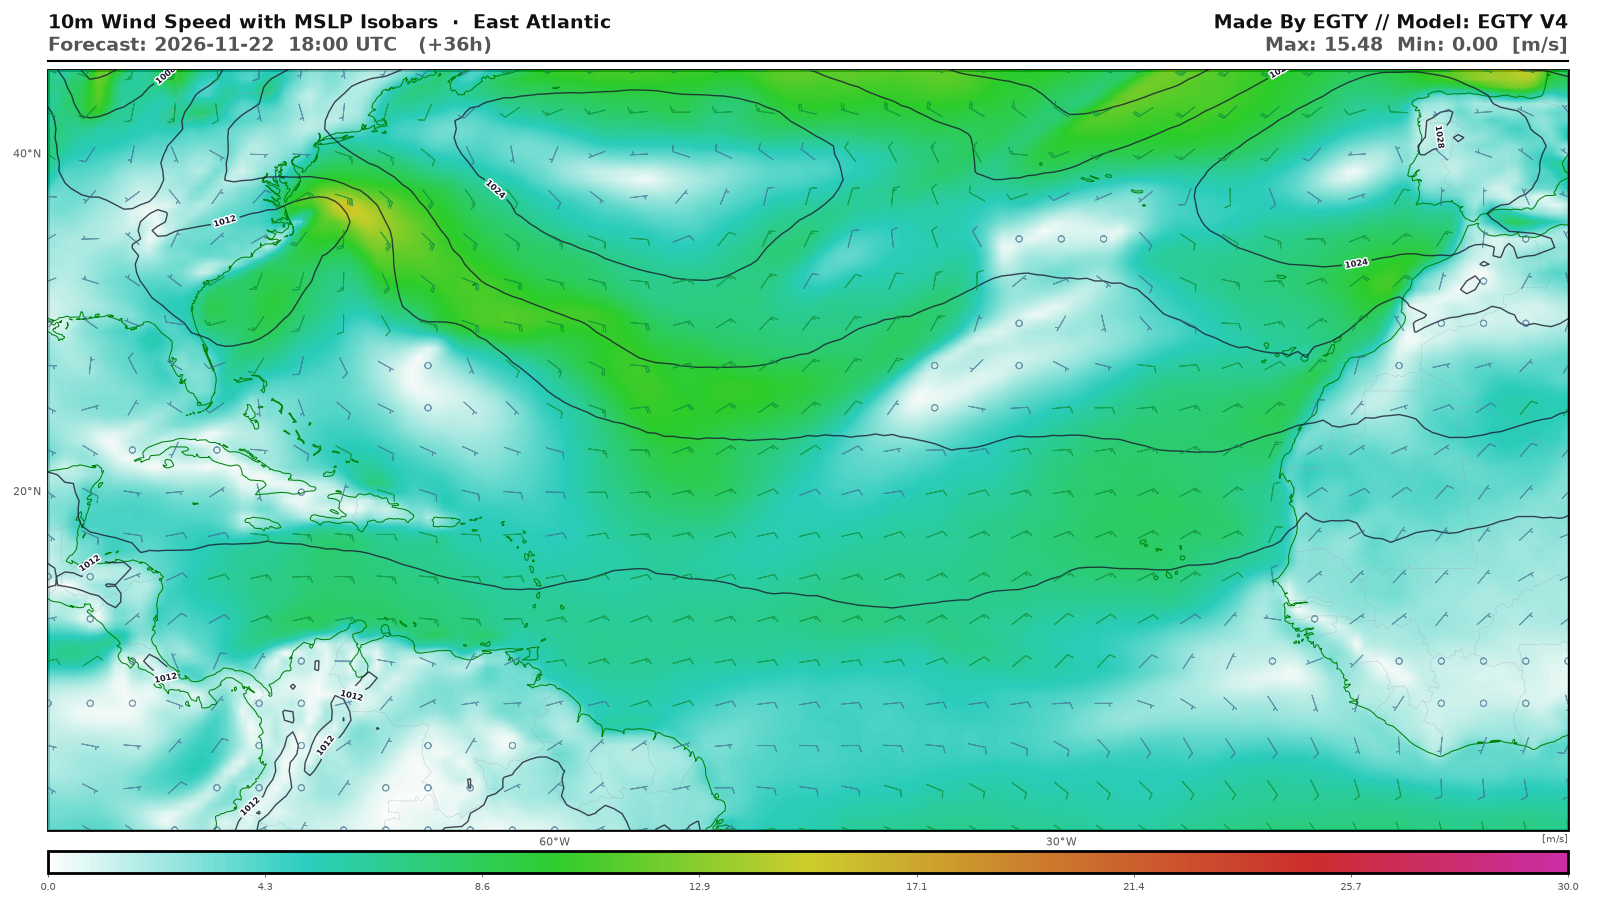 10m Wind Speed with MSLP Isobars · East Atlantic
Made By EGTY // Model: EGTY V4
Forecast: 2026-11-22 18:00 UTC (+36h)
Max: 15.48 Min: 0.00 [m/s]
40°N
20°N
1024
1012
1028
1024
1012
1012
1012
1012
1012
60°W
30°W
[m/s]
0.0
4.3
8.6
12.9
17.1
21.4
25.7
30.0